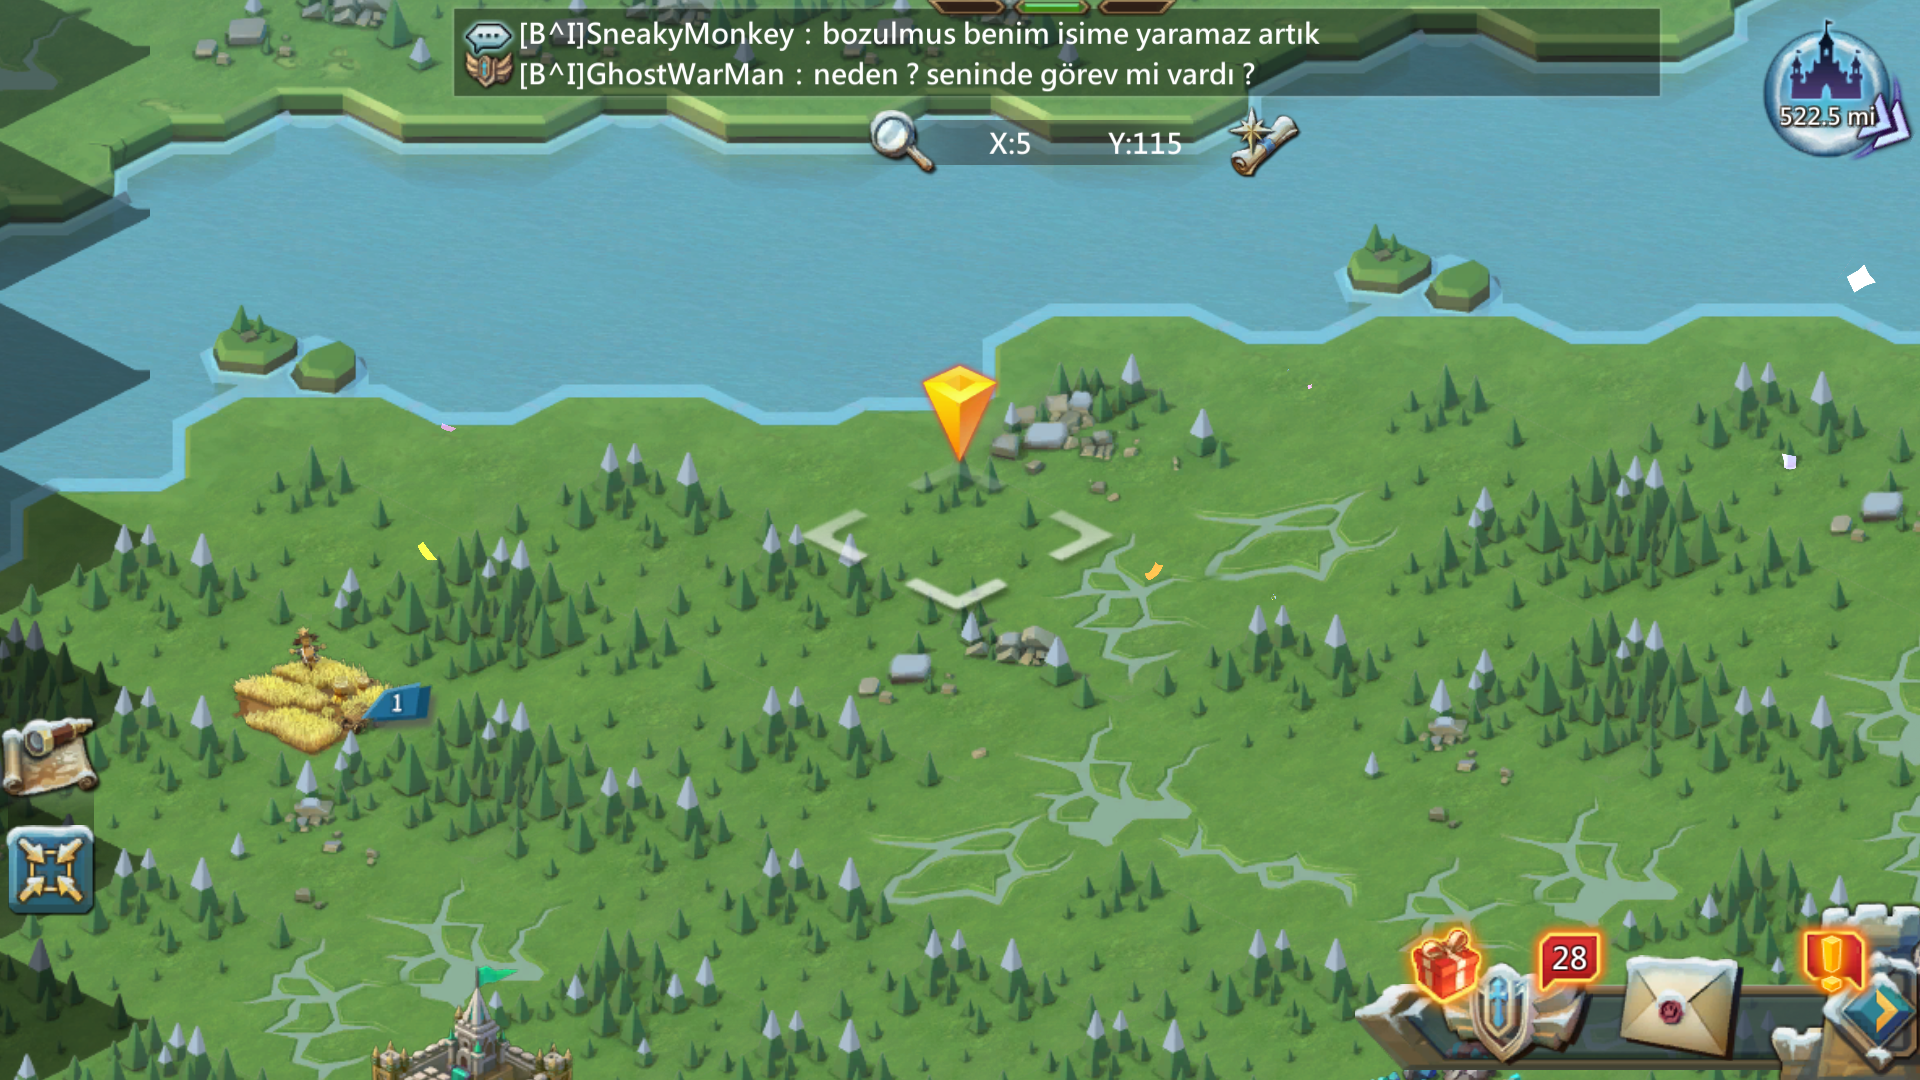 [B^I]SneakyMonkey : bozulmus benim isime yaramaz artık
[B^I]GhostWarMan : neden ? seninde görev mi vardı ?
X:5 Y:115
522.5 mi
1
28